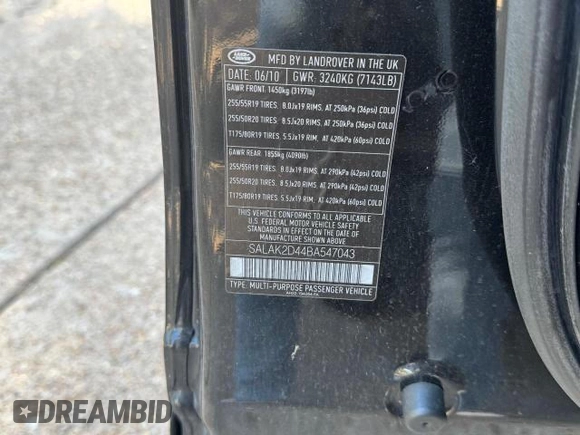 LAND ROVER
MFD BY LANDROVER IN THE UK
DATE: 06/10 GWR: 3240KG (7143LB)
GAWR FRONT: 1450kg (3197lb)
255/55R19 TIRES 8.0Jx19 RIMS, AT 250kPa (36psi) COLD
255/50R20 TIRES 8.5Jx20 RIMS, AT 250kPa (36psi) COLD
T175/80R19 TIRES 5.5Jx19 RIM, AT 420kPa (60psi) COLD
GAWR REAR: 1855kg (4090lb)
255/55R19 TIRES 8.0Jx19 RIMS, AT 290kPa (42psi) COLD
255/50R20 TIRES 8.5Jx20 RIMS, AT 290kPa (42psi) COLD
T175/80R19 TIRES 5.5Jx19 RIM, AT 420kPa (60psi) COLD
THIS VEHICLE CONFORMS TO ALL APPLICABLE
U.S. FEDERAL MOTOR VEHICLE SAFETY
AND THEFT PREVENTION STANDARDS IN EFFECT
ON THE DATE OF MANUFACTURE SHOWN ABOVE
SALAK2D44BA547043
TYPE: MULTI-PURPOSE PASSENGER VEHICLE
DREAMBID